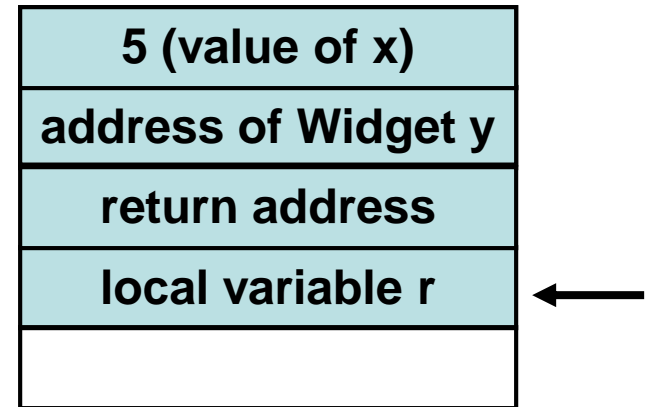 5 (value of x)
address of Widget y
return address
local variable r